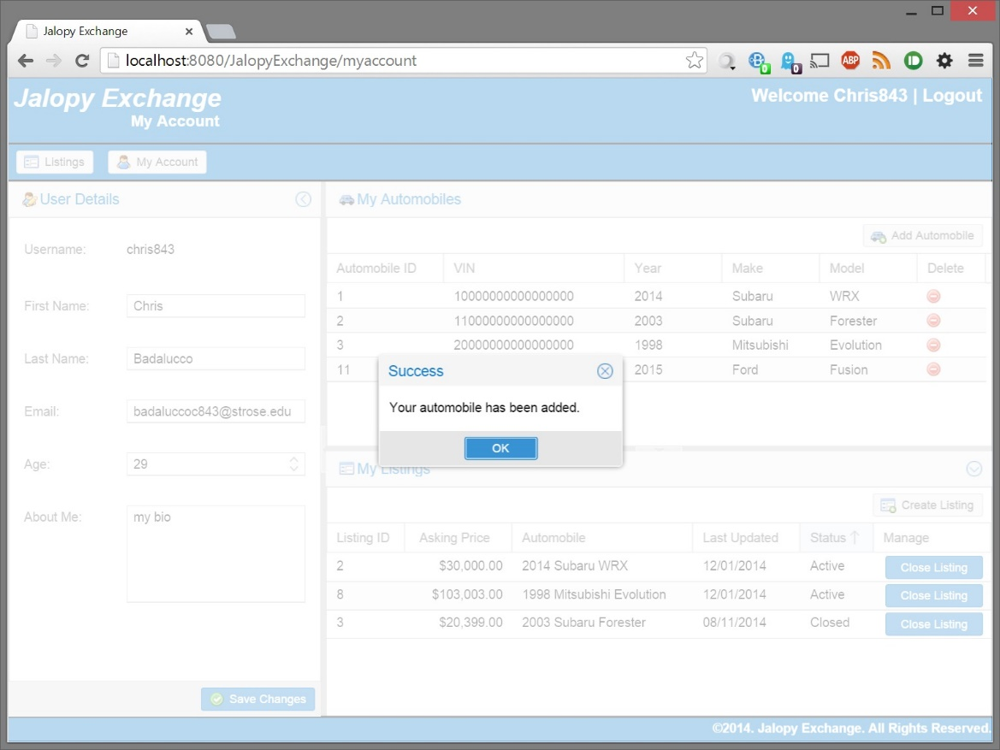 Jalopy Exchange
localhost:8080/JalopyExchange/myaccount
0
0
ABP
Jalopy Exchange
My Account
Welcome Chris843 | Logout
Listings
My Account
User Details
Username: chris843
First Name: Chris
Last Name: Badalucco
Email: badaluccoc843@strose.edu
Age: 29
About Me: my bio
Save Changes
My Automobiles
Add Automobile
Automobile ID VIN Year Make Model Delete
1 10000000000000000 2014 Subaru WRX
2 11000000000000000 2003 Subaru Forester
3 20000000000000000 1998 Mitsubishi Evolution
11 2015 Ford Fusion
Success
Your automobile has been added.
OK
My Listings
Create Listing
Listing ID Asking Price Automobile Last Updated Status Manage
2 $30,000.00 2014 Subaru WRX 12/01/2014 Active Close Listing
8 $103,003.00 1998 Mitsubishi Evolution 12/01/2014 Active Close Listing
3 $20,399.00 2003 Subaru Forester 08/11/2014 Closed Close Listing
©2014. Jalopy Exchange. All Rights Reserved.